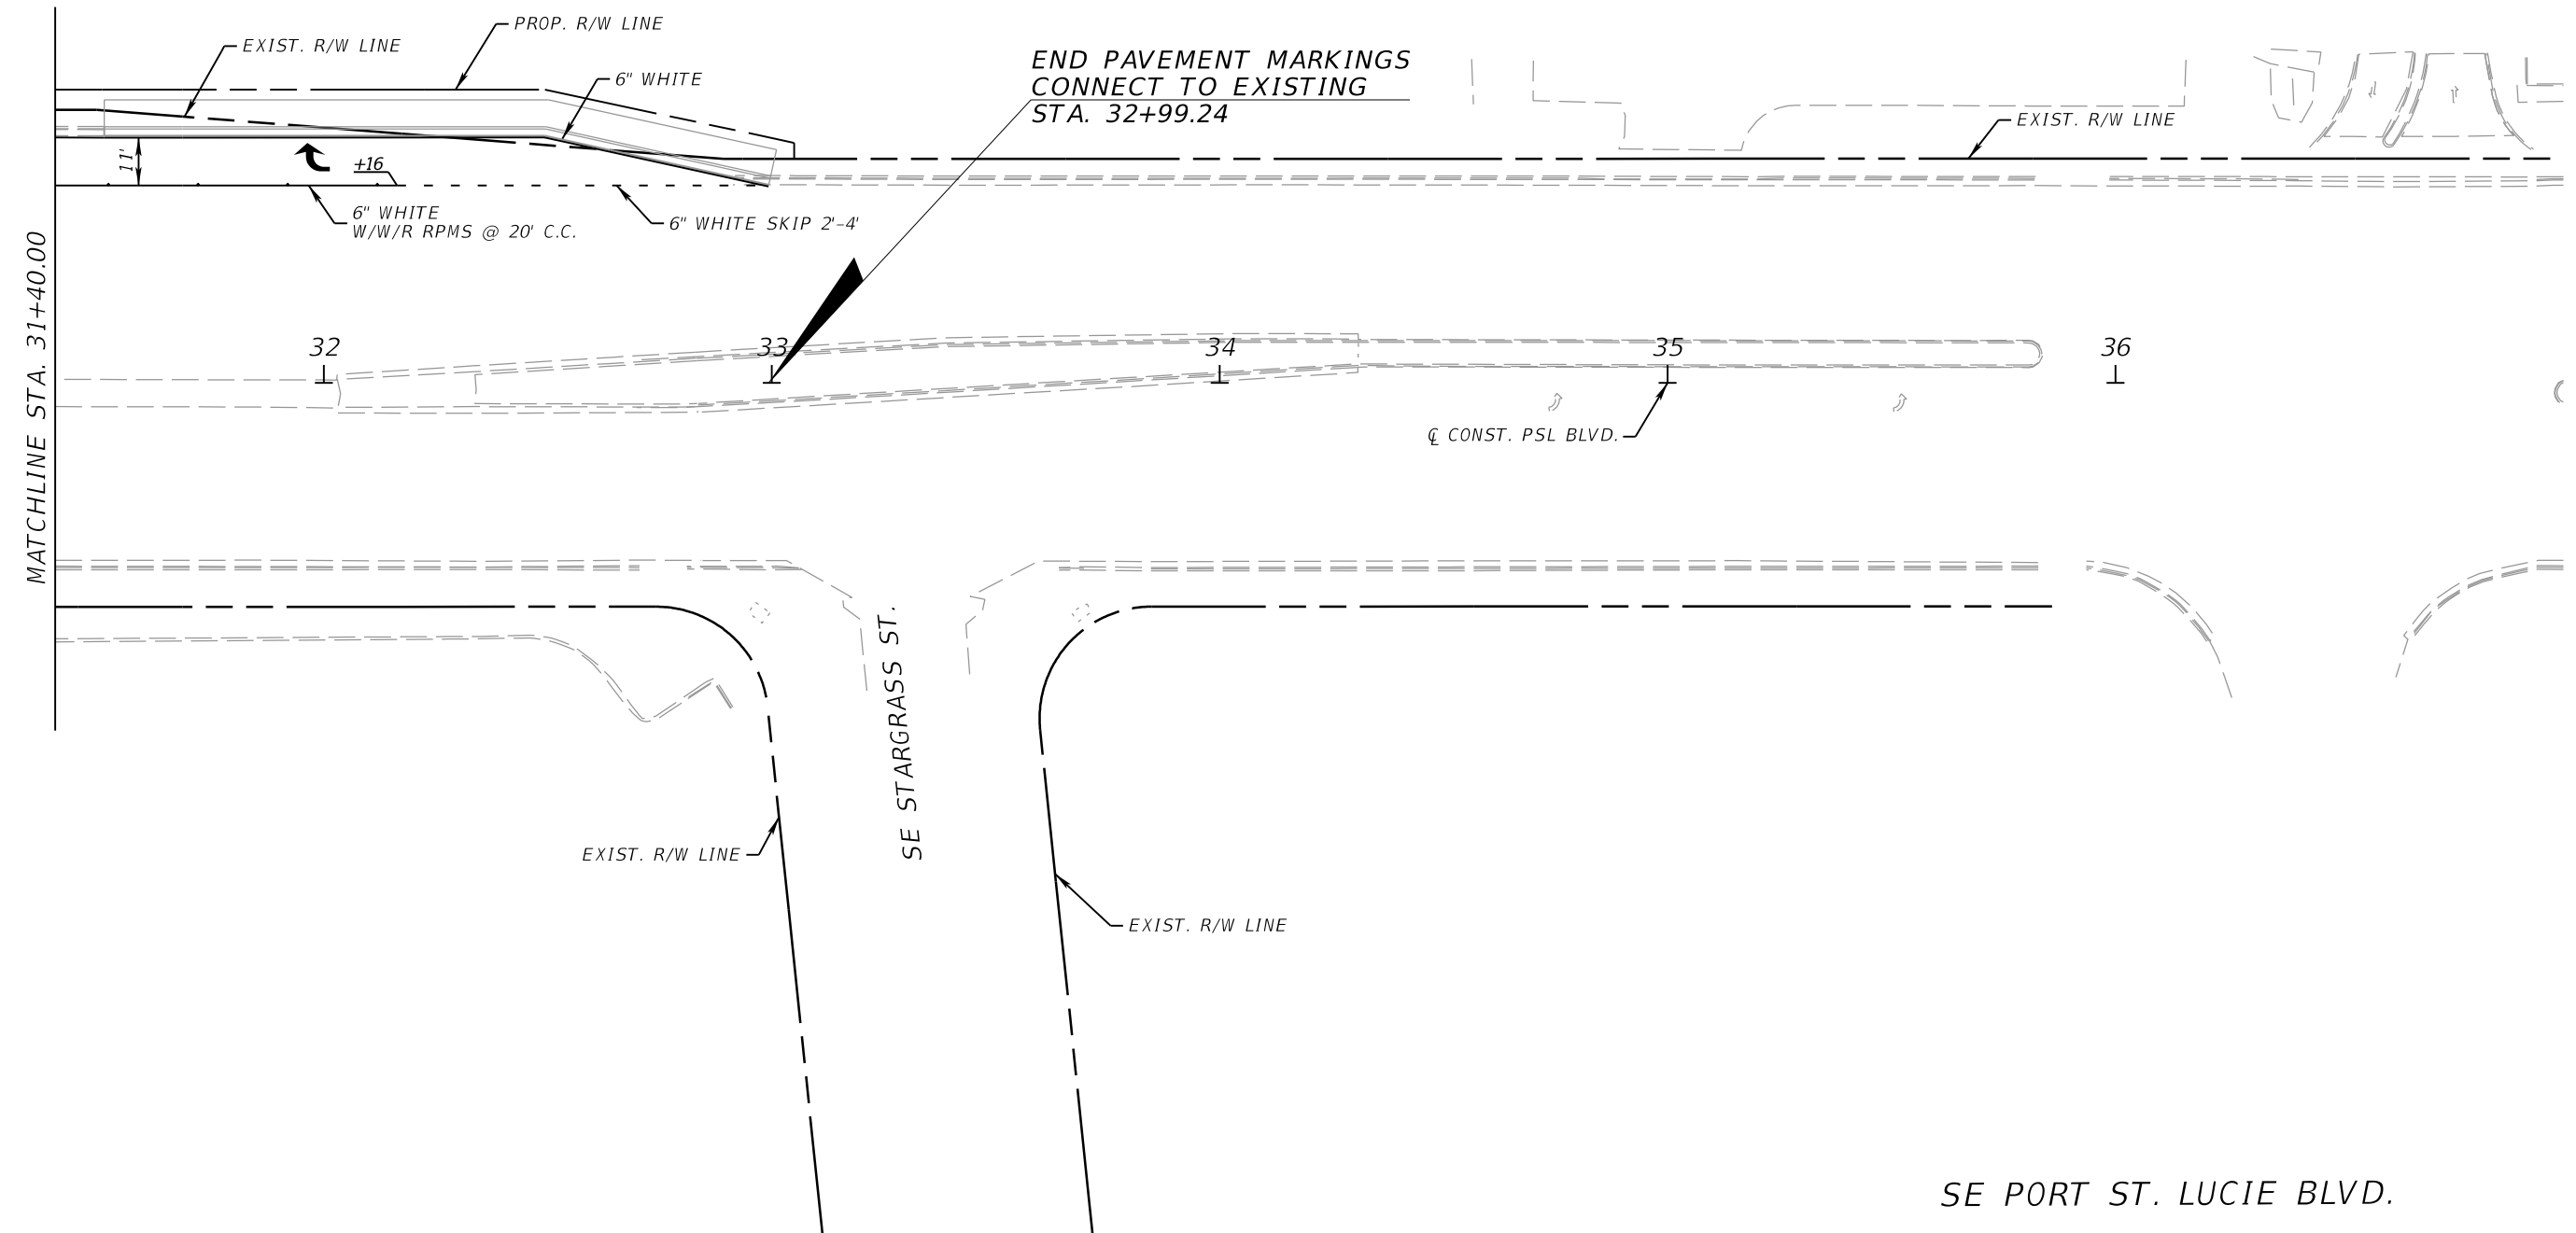 PROP. R/W LINE
EXIST. R/W LINE
6" WHITE
END PAVEMENT MARKINGS
CONNECT TO EXISTING
STA. 32+99.24
EXIST. R/W LINE
11'
+16
6" WHITE
W/W/R RPMS @ 20' C.C.
6" WHITE SKIP 2'-4'
MATCHLINE STA. 31+40.00
32
33
34
35
36
℄ CONST. PSL BLVD.
SE STARGRASS ST.
EXIST. R/W LINE
EXIST. R/W LINE
SE PORT ST. LUCIE BLVD.